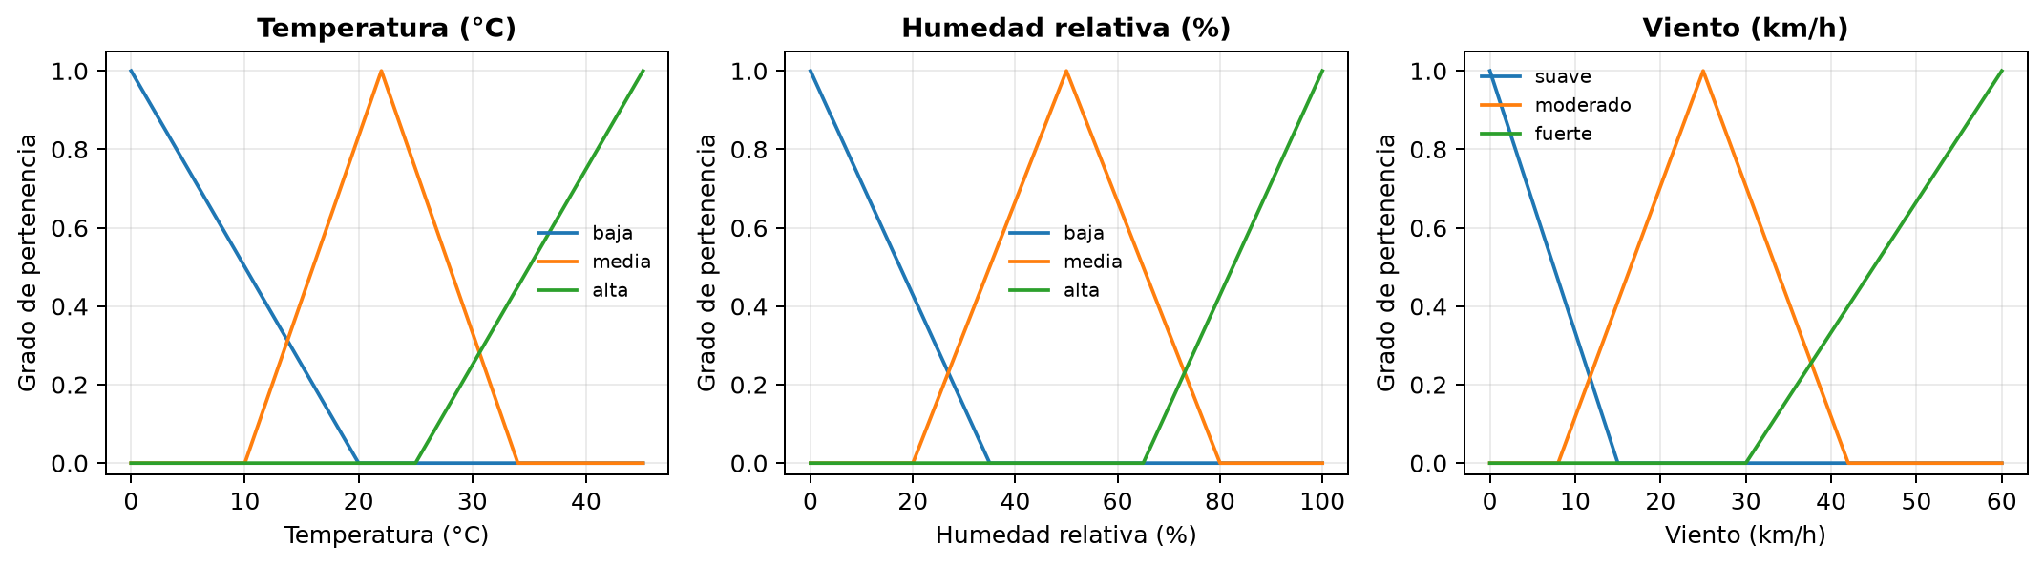 Temperatura (°C)
Grado de pertenencia
1.0
0.8
0.6
0.4
0.2
0.0
baja
media
alta
0 10 20 30 40
Temperatura (°C)
Humedad relativa (%)
Grado de pertenencia
1.0
0.8
0.6
0.4
0.2
0.0
baja
media
alta
0 20 40 60 80 100
Humedad relativa (%)
Viento (km/h)
Grado de pertenencia
1.0
0.8
0.6
0.4
0.2
0.0
suave
moderado
fuerte
0 10 20 30 40 50 60
Viento (km/h)